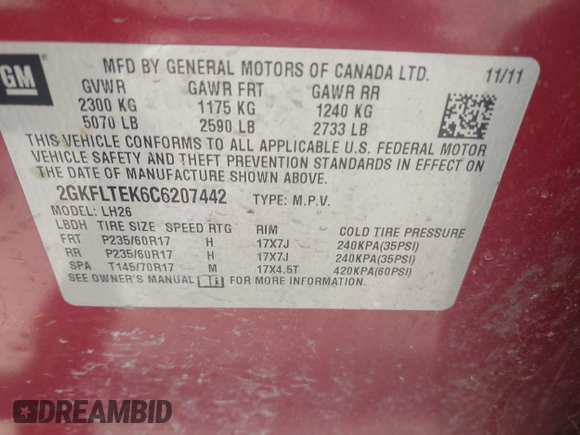 GM
MFD BY GENERAL MOTORS OF CANADA LTD. 11/11
GVWR GAWR FRT GAWR RR
2300 KG 1175 KG 1240 KG
5070 LB 2590 LB 2733 LB
THIS VEHICLE CONFORMS TO ALL APPLICABLE U.S. FEDERAL MOTOR
VEHICLE SAFETY AND THEFT PREVENTION STANDARDS IN EFFECT ON
THE DATE OF MANUFACTURE SHOWN ABOVE.
2GKFLTEK6C6207442 TYPE: M.P.V.
MODEL: LH26
LBDH TIRE SIZE SPEED RTG RIM COLD TIRE PRESSURE
FRT P235/60R17 H 17X7J 240KPA(35PSI)
RR P235/60R17 H 17X7J 240KPA(35PSI)
SPA T145/70R17 M 17X4.5T 420KPA(60PSI)
SEE OWNER'S MANUAL FOR MORE INFORMATION.
DREAMBID